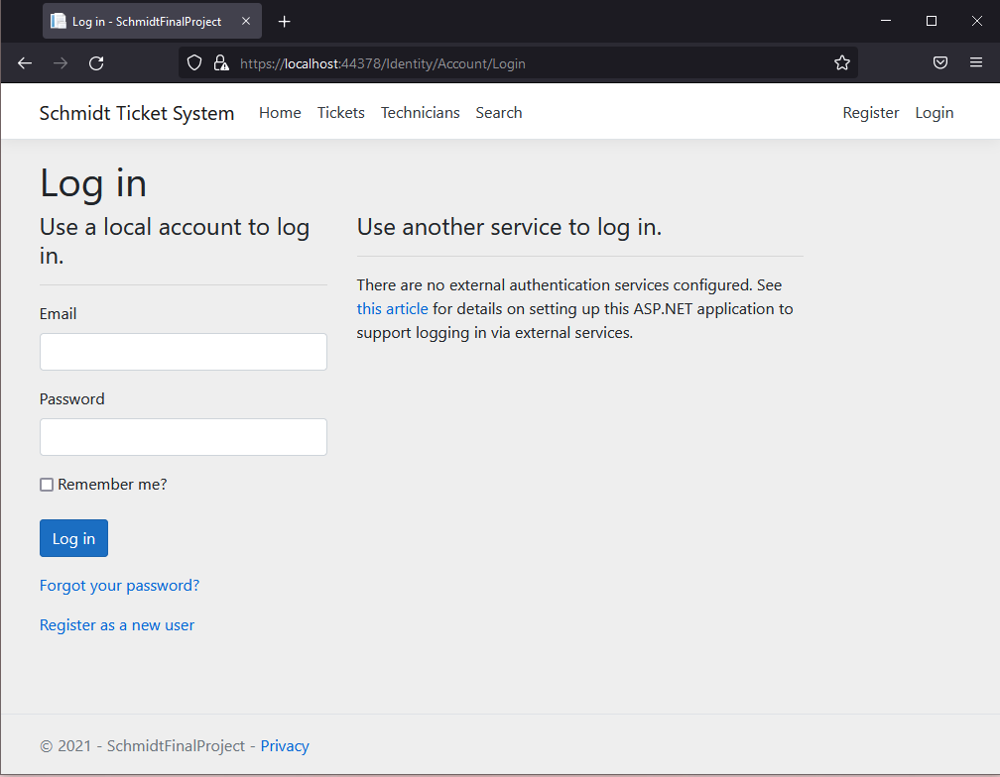 Log in - SchmidtFinalProject
https://localhost:44378/Identity/Account/Login
Schmidt Ticket System Home Tickets Technicians Search Register Login
Log in
Use a local account to log
in.
Email
Password
Remember me?
Log in
Forgot your password?
Register as a new user
Use another service to log in.
There are no external authentication services configured. See
this article for details on setting up this ASP.NET application to
support logging in via external services.
© 2021 - SchmidtFinalProject - Privacy